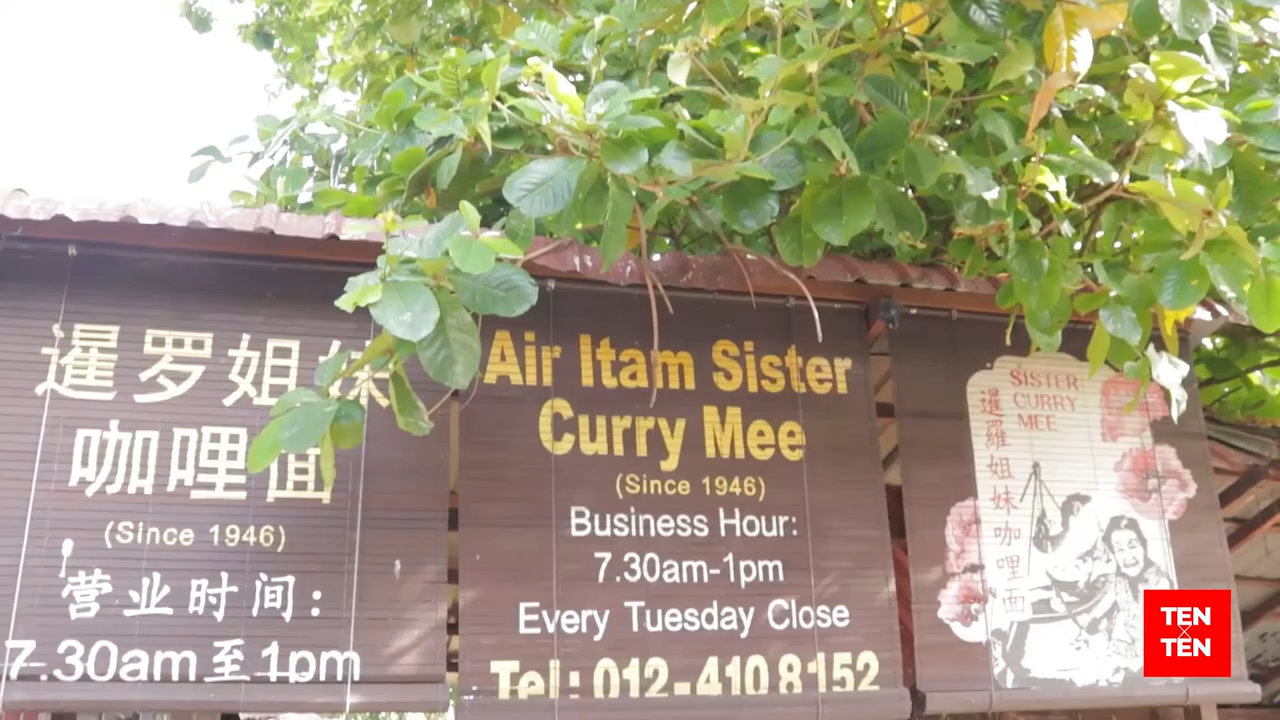 暹罗姐妹
咖哩面
(Since 1946)
营业时间:
7.30am至1pm
Air Itam Sister
Curry Mee
(Since 1946)
Business Hour:
7.30am-1pm
Every Tuesday Close
Tel: 012-410 8152
SISTER
CURRY
MEE
暹羅姐妹咖哩面
TEN
×
TEN